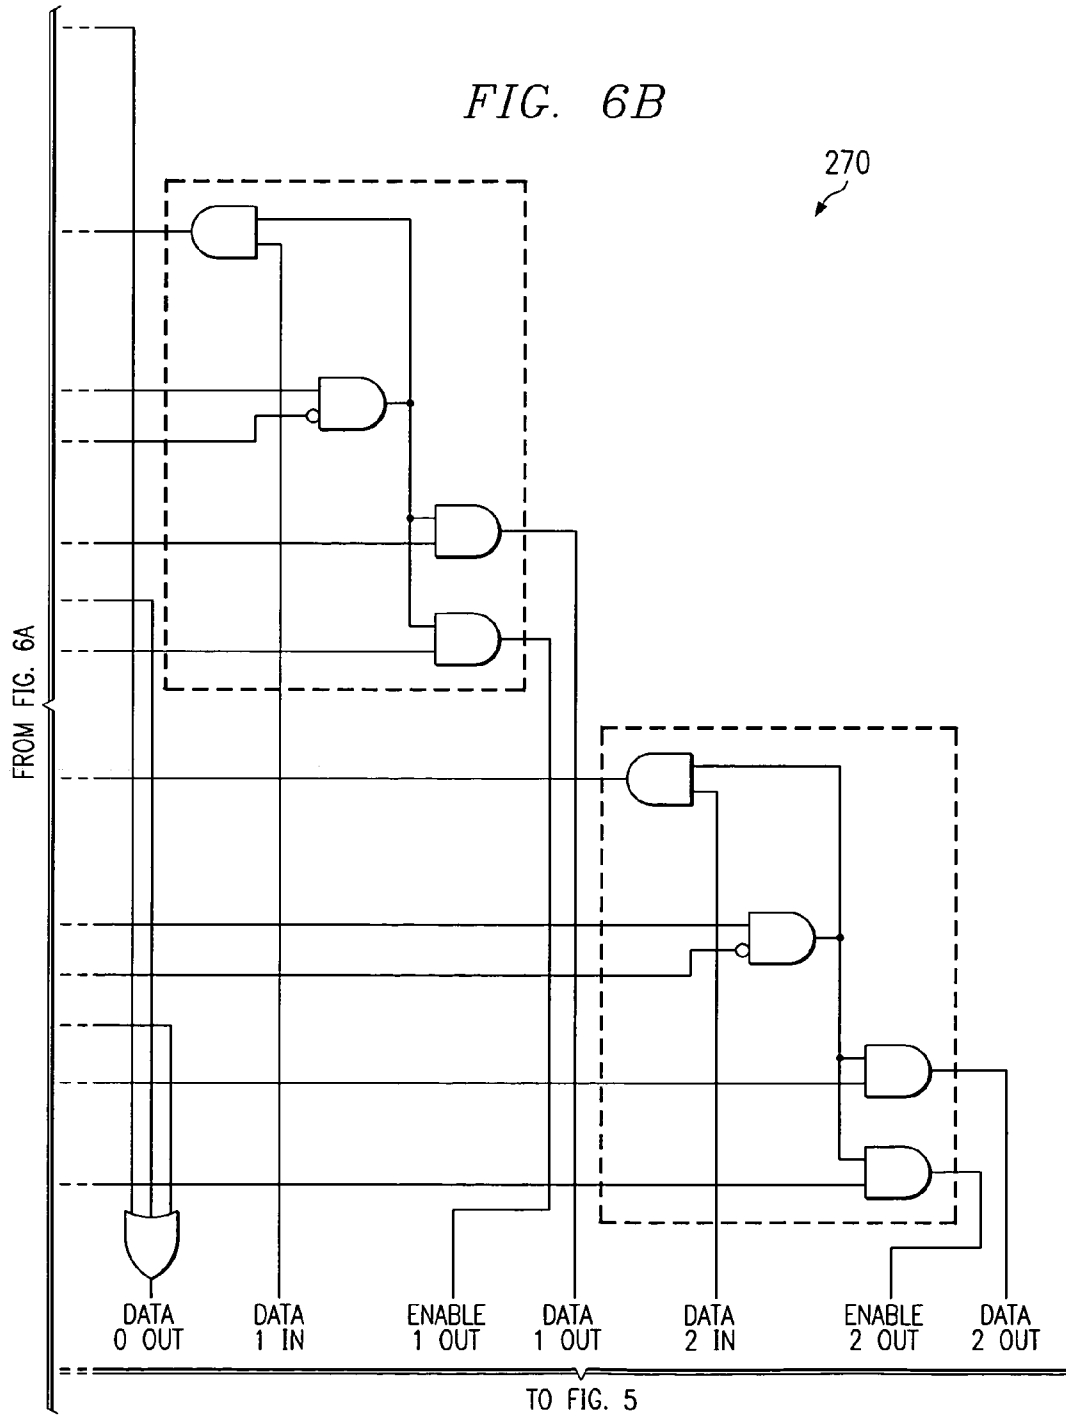 FIG. 6B
270
FROM FIG. 6A
DATA
0 OUT
DATA
1 IN
ENABLE
1 OUT
DATA
1 OUT
DATA
2 IN
ENABLE
2 OUT
DATA
2 OUT
TO FIG. 5